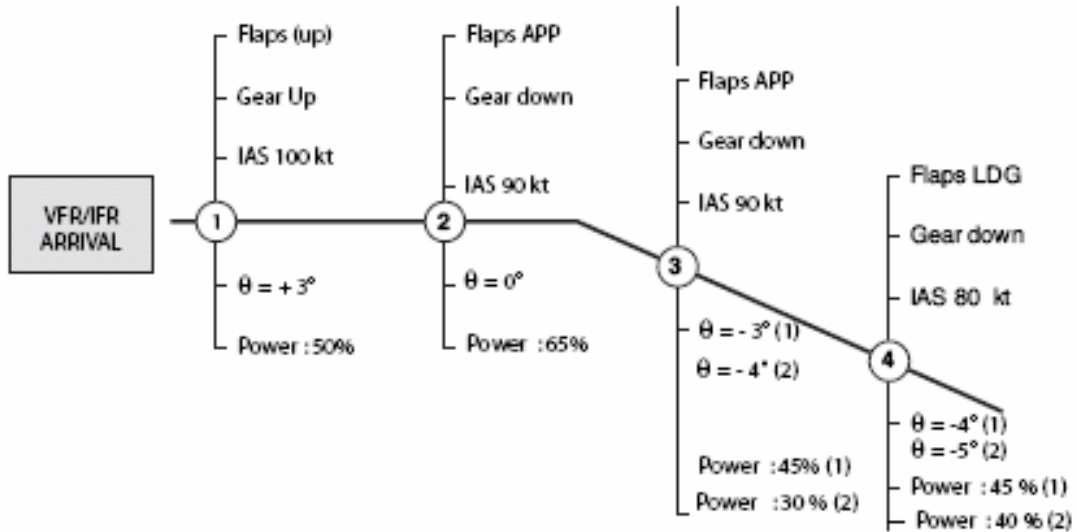 VFR/IFR
ARRIVAL
Flaps (up)
Gear Up
IAS 100 kt
1
θ = + 3°
Power : 50%
Flaps APP
Gear down
IAS 90 kt
2
θ = 0°
Power : 65%
Flaps APP
Gear down
IAS 90 kt
3
θ = - 3° (1)
θ = - 4° (2)
Power : 45% (1)
Power : 30 % (2)
Flaps LDG
Gear down
IAS 80 kt
4
θ = -4° (1)
θ = -5° (2)
Power : 45 % (1)
Power : 40 % (2)